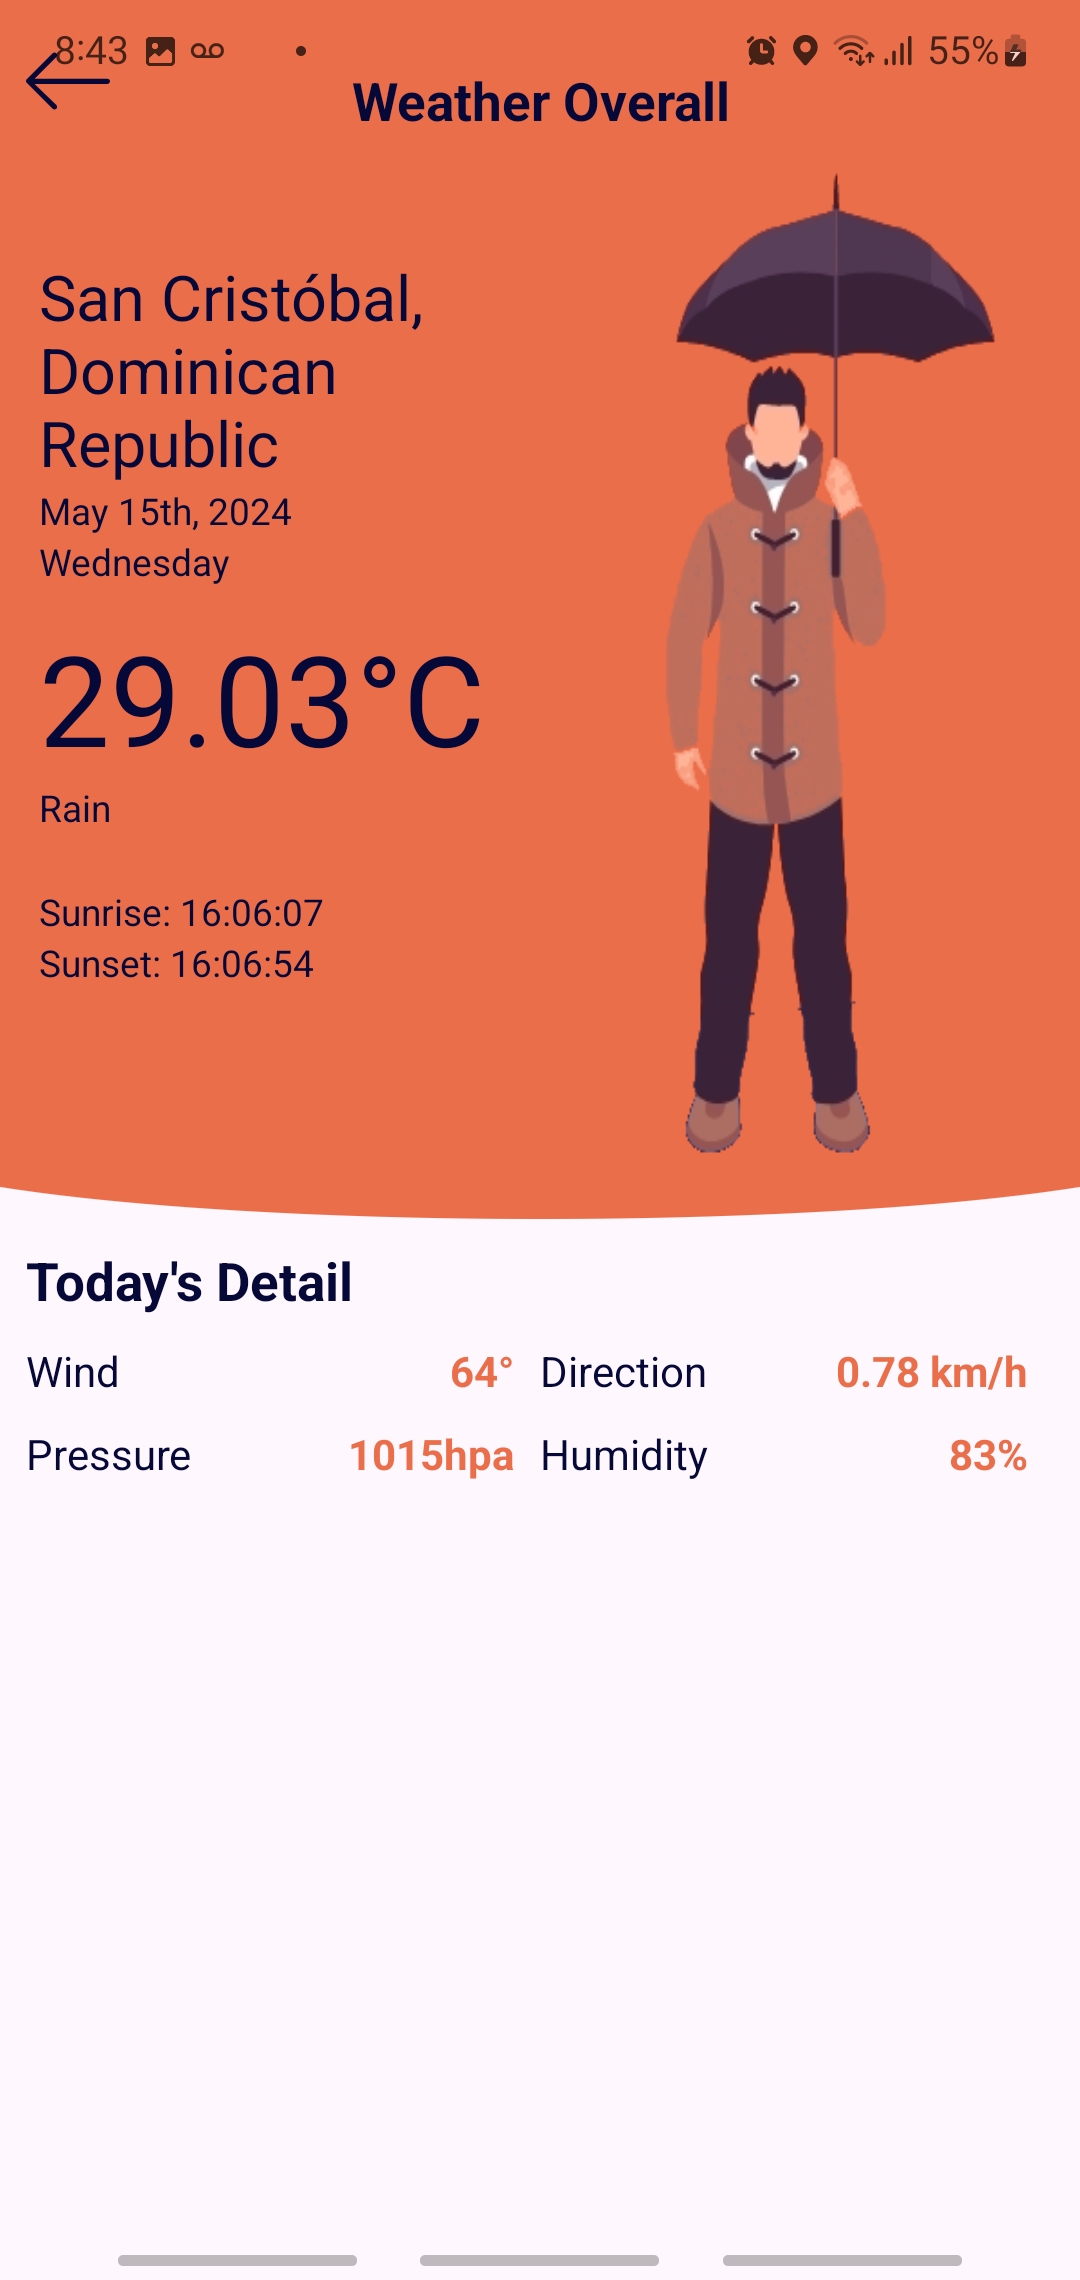 8:43 55%
Weather Overall
San Cristóbal,
Dominican
Republic
May 15th, 2024
Wednesday
29.03°C
Rain
Sunrise: 16:06:07
Sunset: 16:06:54
Today's Detail
Wind 64° Direction 0.78 km/h
Pressure 1015hpa Humidity 83%